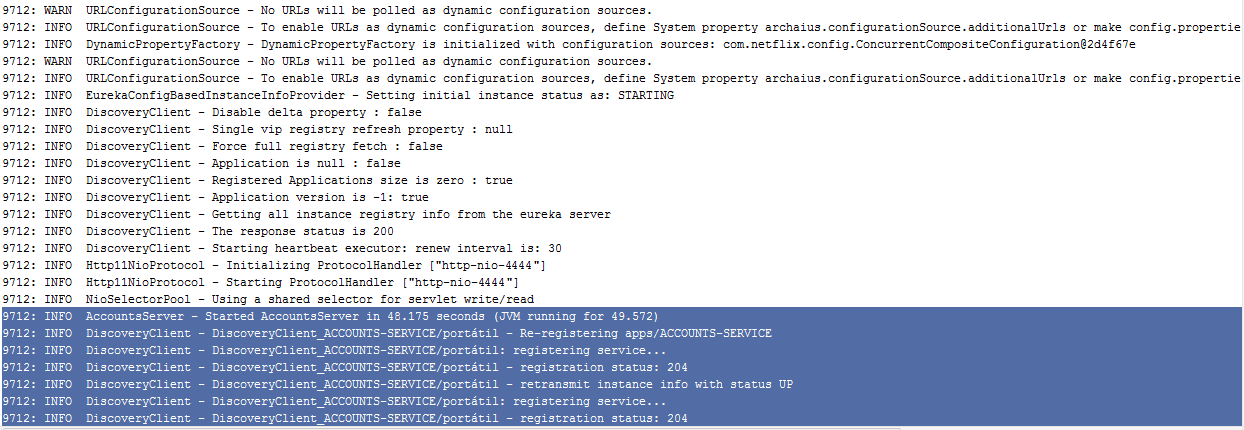 9712: WARN  URLConfigurationSource - No URLs will be polled as dynamic configuration sources.
9712: INFO  URLConfigurationSource - To enable URLs as dynamic configuration sources, define System property archaius.configurationSource.additionalUrls or make config.propertie
9712: INFO  DynamicPropertyFactory - DynamicPropertyFactory is initialized with configuration sources: com.netflix.config.ConcurrentCompositeConfiguration@2d4f67e
9712: WARN  URLConfigurationSource - No URLs will be polled as dynamic configuration sources.
9712: INFO  URLConfigurationSource - To enable URLs as dynamic configuration sources, define System property archaius.configurationSource.additionalUrls or make config.propertie
9712: INFO  EurekaConfigBasedInstanceInfoProvider - Setting initial instance status as: STARTING
9712: INFO  DiscoveryClient - Disable delta property : false
9712: INFO  DiscoveryClient - Single vip registry refresh property : null
9712: INFO  DiscoveryClient - Force full registry fetch : false
9712: INFO  DiscoveryClient - Application is null : false
9712: INFO  DiscoveryClient - Registered Applications size is zero : true
9712: INFO  DiscoveryClient - Application version is -1: true
9712: INFO  DiscoveryClient - Getting all instance registry info from the eureka server
9712: INFO  DiscoveryClient - The response status is 200
9712: INFO  DiscoveryClient - Starting heartbeat executor: renew interval is: 30
9712: INFO  Http11NioProtocol - Initializing ProtocolHandler ["http-nio-4444"]
9712: INFO  Http11NioProtocol - Starting ProtocolHandler ["http-nio-4444"]
9712: INFO  NioSelectorPool - Using a shared selector for servlet write/read
9712: INFO  AccountsServer - Started AccountsServer in 48.175 seconds (JVM running for 49.572)
9712: INFO  DiscoveryClient - DiscoveryClient_ACCOUNTS-SERVICE/portátil - Re-registering apps/ACCOUNTS-SERVICE
9712: INFO  DiscoveryClient - DiscoveryClient_ACCOUNTS-SERVICE/portátil: registering service...
9712: INFO  DiscoveryClient - DiscoveryClient_ACCOUNTS-SERVICE/portátil - registration status: 204
9712: INFO  DiscoveryClient - DiscoveryClient_ACCOUNTS-SERVICE/portátil - retransmit instance info with status UP
9712: INFO  DiscoveryClient - DiscoveryClient_ACCOUNTS-SERVICE/portátil: registering service...
9712: INFO  DiscoveryClient - DiscoveryClient_ACCOUNTS-SERVICE/portátil - registration status: 204